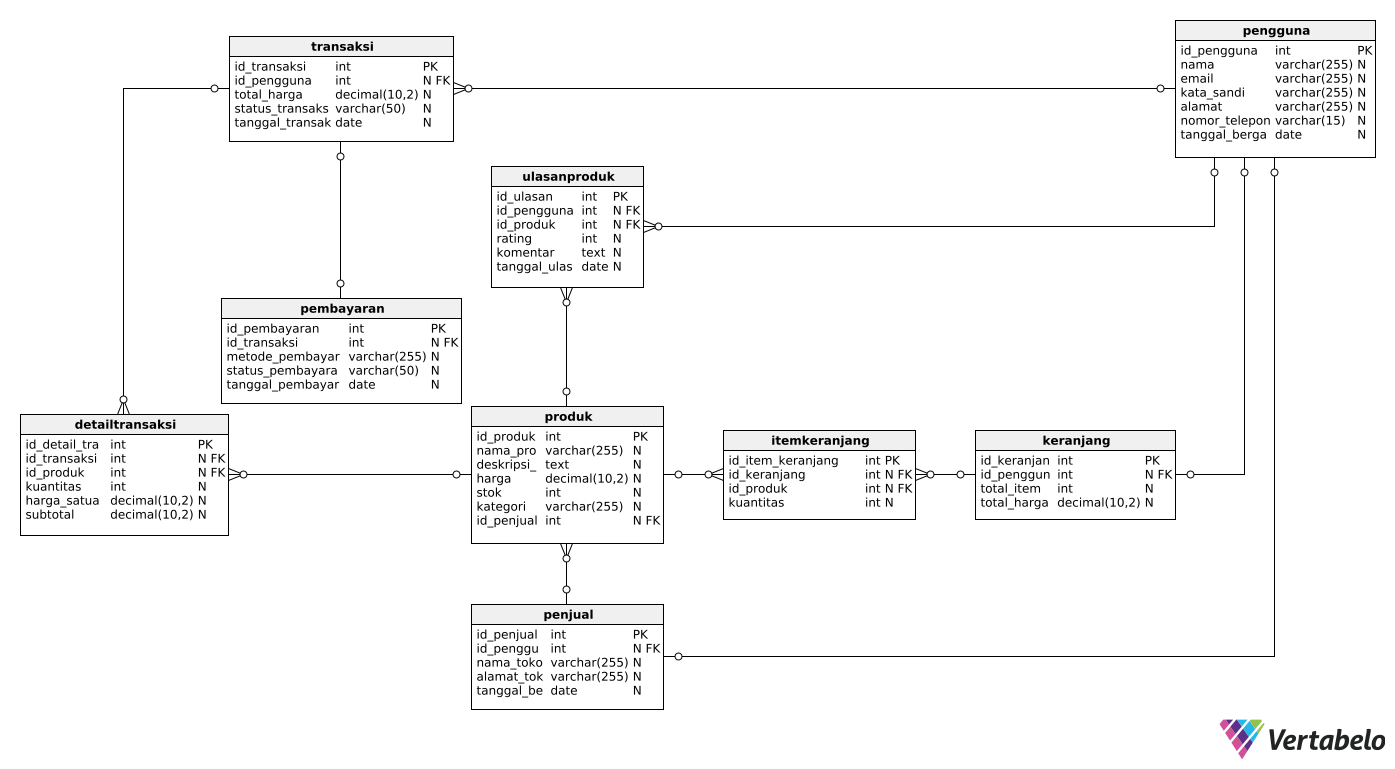 transaksi
id_transaksi int PK
id_pengguna int N FK
total_harga decimal(10,2) N
status_transaks varchar(50) N
tanggal_transak date N
pengguna
id_pengguna int PK
nama varchar(255) N
email varchar(255) N
kata_sandi varchar(255) N
alamat varchar(255) N
nomor_telepon varchar(15) N
tanggal_berga date N
ulasanproduk
id_ulasan int PK
id_pengguna int N FK
id_produk int N FK
rating int N
komentar text N
tanggal_ulas date N
pembayaran
id_pembayaran int PK
id_transaksi int N FK
metode_pembayar varchar(255) N
status_pembayara varchar(50) N
tanggal_pembayar date N
detailtransaksi
id_detail_tra int PK
id_transaksi int N FK
id_produk int N FK
kuantitas int N
harga_satua decimal(10,2) N
subtotal decimal(10,2) N
produk
id_produk int PK
nama_pro varchar(255) N
deskripsi_ text N
harga decimal(10,2) N
stok int N
kategori varchar(255) N
id_penjual int N FK
itemkeranjang
id_item_keranjang int PK
id_keranjang int N FK
id_produk int N FK
kuantitas int N
keranjang
id_keranjan int PK
id_penggun int N FK
total_item int N
total_harga decimal(10,2) N
penjual
id_penjual int PK
id_penggu int N FK
nama_toko varchar(255) N
alamat_tok varchar(255) N
tanggal_be date N
Vertabelo